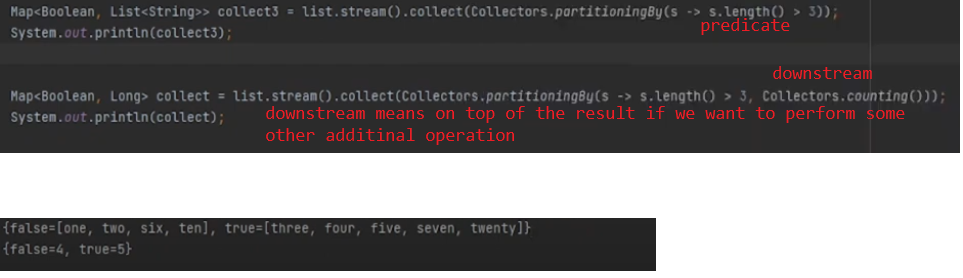 Map<Boolean, List<String>> collect3 = list.stream().collect(Collectors.partitioningBy(s -> s.length() > 3));
System.out.println(collect3);
predicate
downstream
Map<Boolean, Long> collect = list.stream().collect(Collectors.partitioningBy(s -> s.length() > 3, Collectors.counting()));
System.out.println(collect);
downstream means on top of the result if we want to perform some
other additinal operation
{false=[one, two, six, ten], true=[three, four, five, seven, twenty]}
{false=4, true=5}